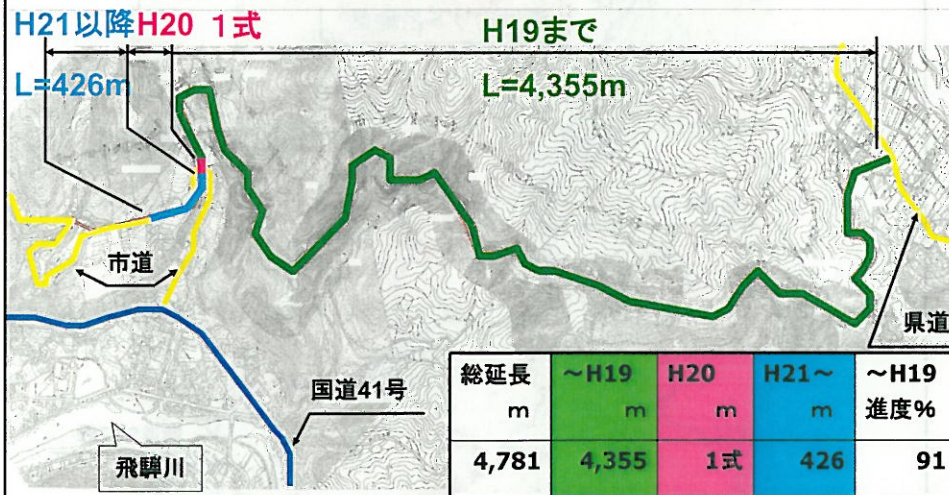 H21以降 H20 1式 H19まで
L=426m L=4,355m
市道
県道
国道41号
飛騨川
総延長 ～H19 H20 H21～ ～H19
m m m m 進度%
4,781 4,355 1式 426 91